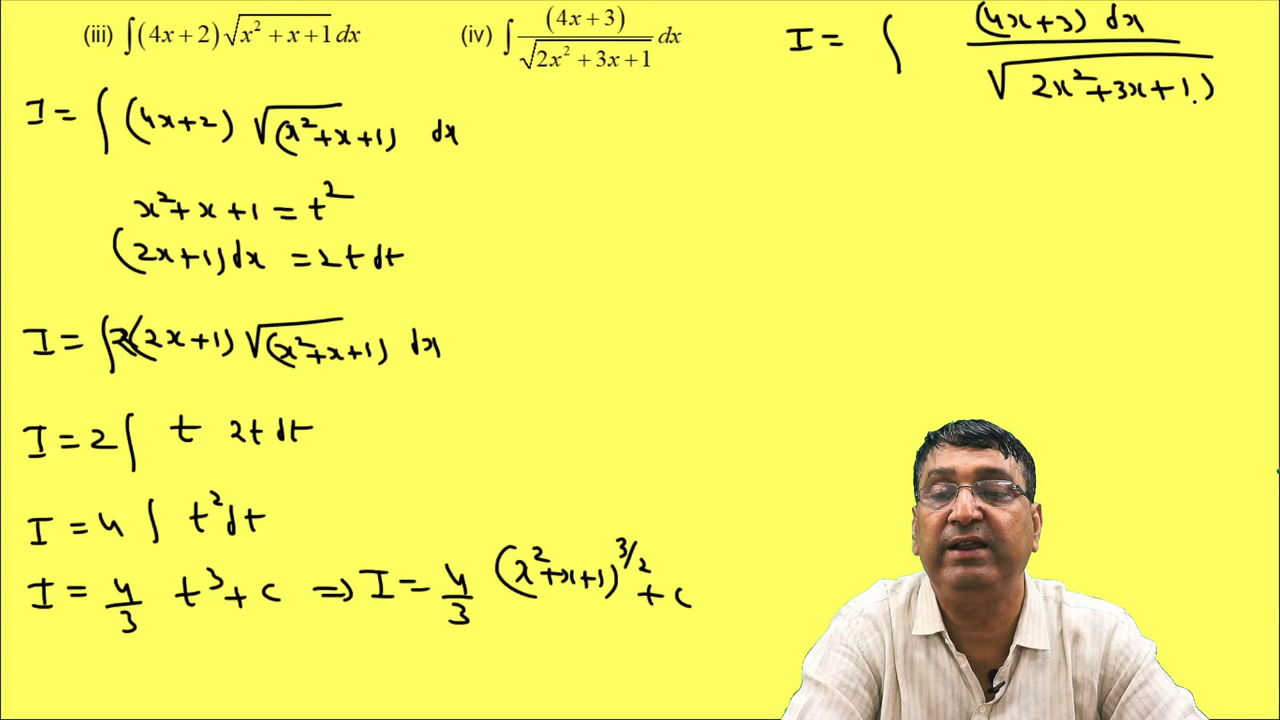 (iii) ∫(4x+2)√(x²+x+1) dx
(iv) ∫ (4x+3)/√(2x²+3x+1) dx
I = ∫ (4x+2) √(x²+x+1) dx
x²+x+1 = t²
(2x+1)dx = 2t dt
I = ∫2(2x+1) √(x²+x+1) dx
I = 2∫ t 2t dt
I = 4 ∫ t² dt
I = 4/3 t³ + c ⇒ I = 4/3 (x²+x+1)^3/2 + c
I = ∫ (4x+3) dx / √(2x²+3x+1)